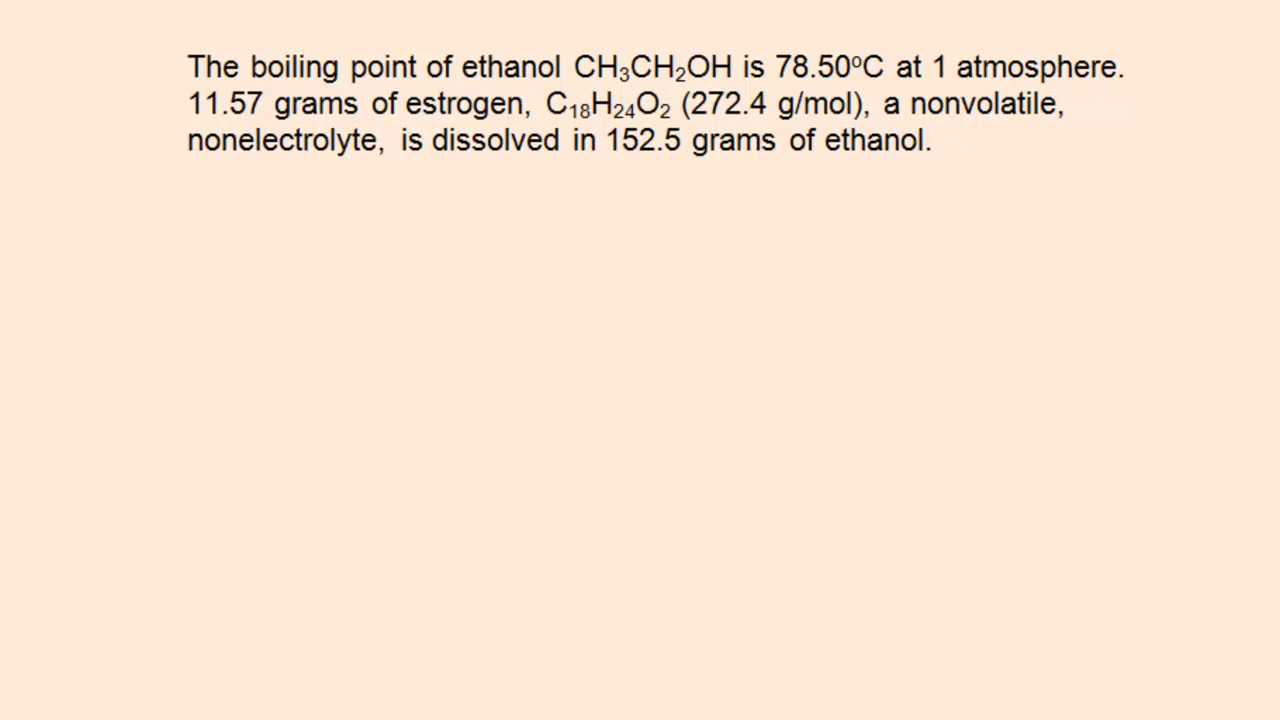 The boiling point of ethanol CH₃CH₂OH is 78.50ºC at 1 atmosphere.
11.57 grams of estrogen, C₁₈H₂₄O₂ (272.4 g/mol), a nonvolatile,
nonelectrolyte, is dissolved in 152.5 grams of ethanol.